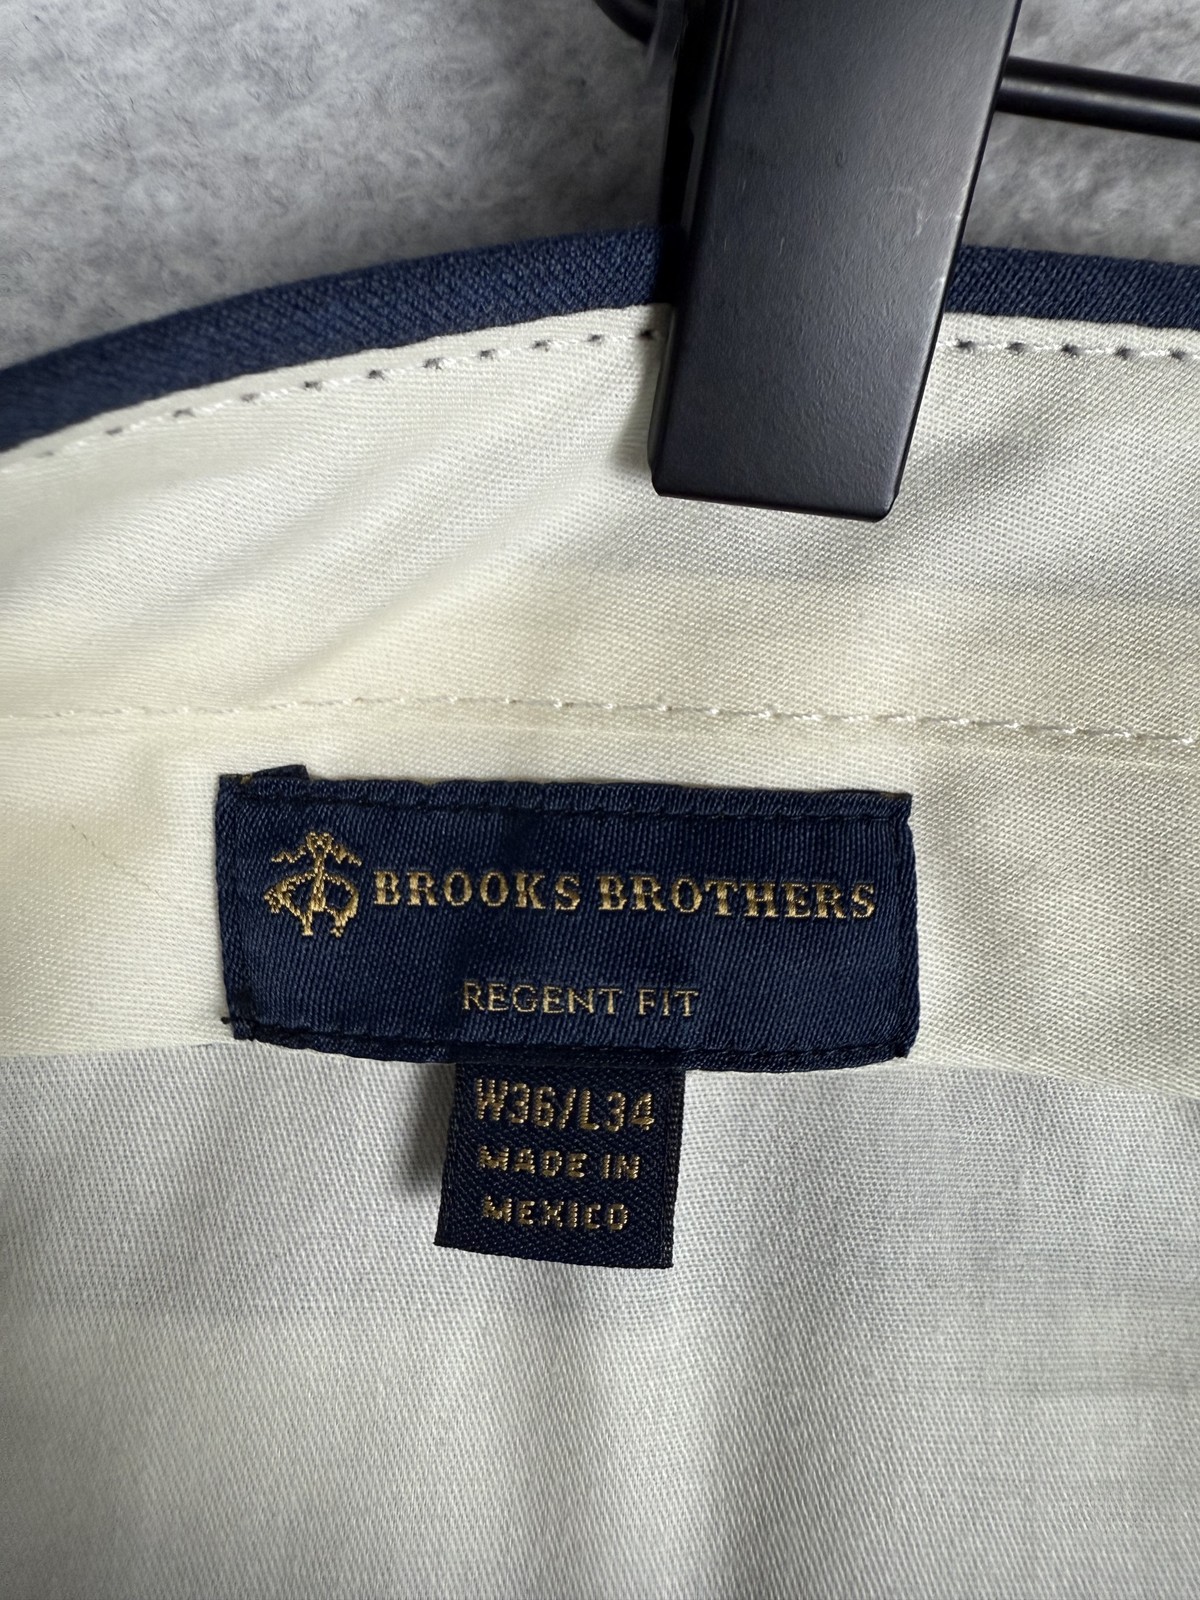 BROOKS BROTHERS
REGENT FIT
W36/L34
MADE IN
MEXICO